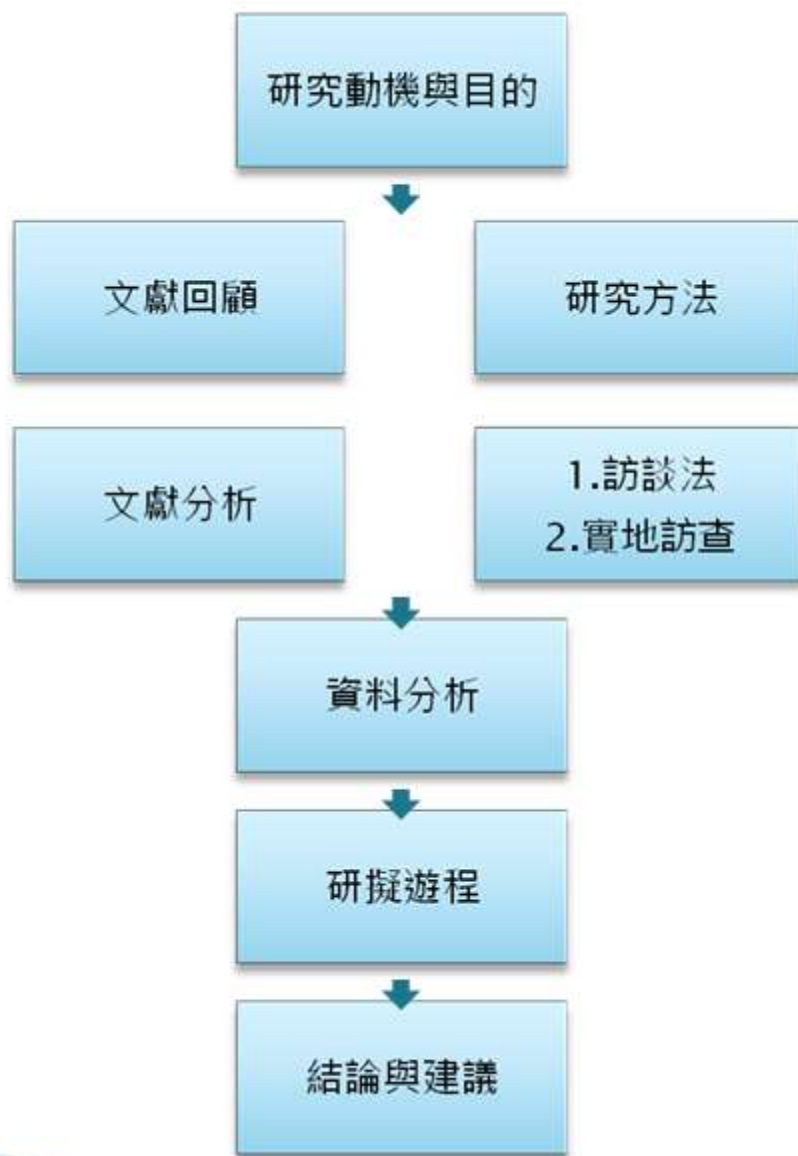 研究動機與目的
文獻回顧
研究方法
文獻分析
1.訪談法
2.實地訪查
資料分析
研擬遊程
結論與建議